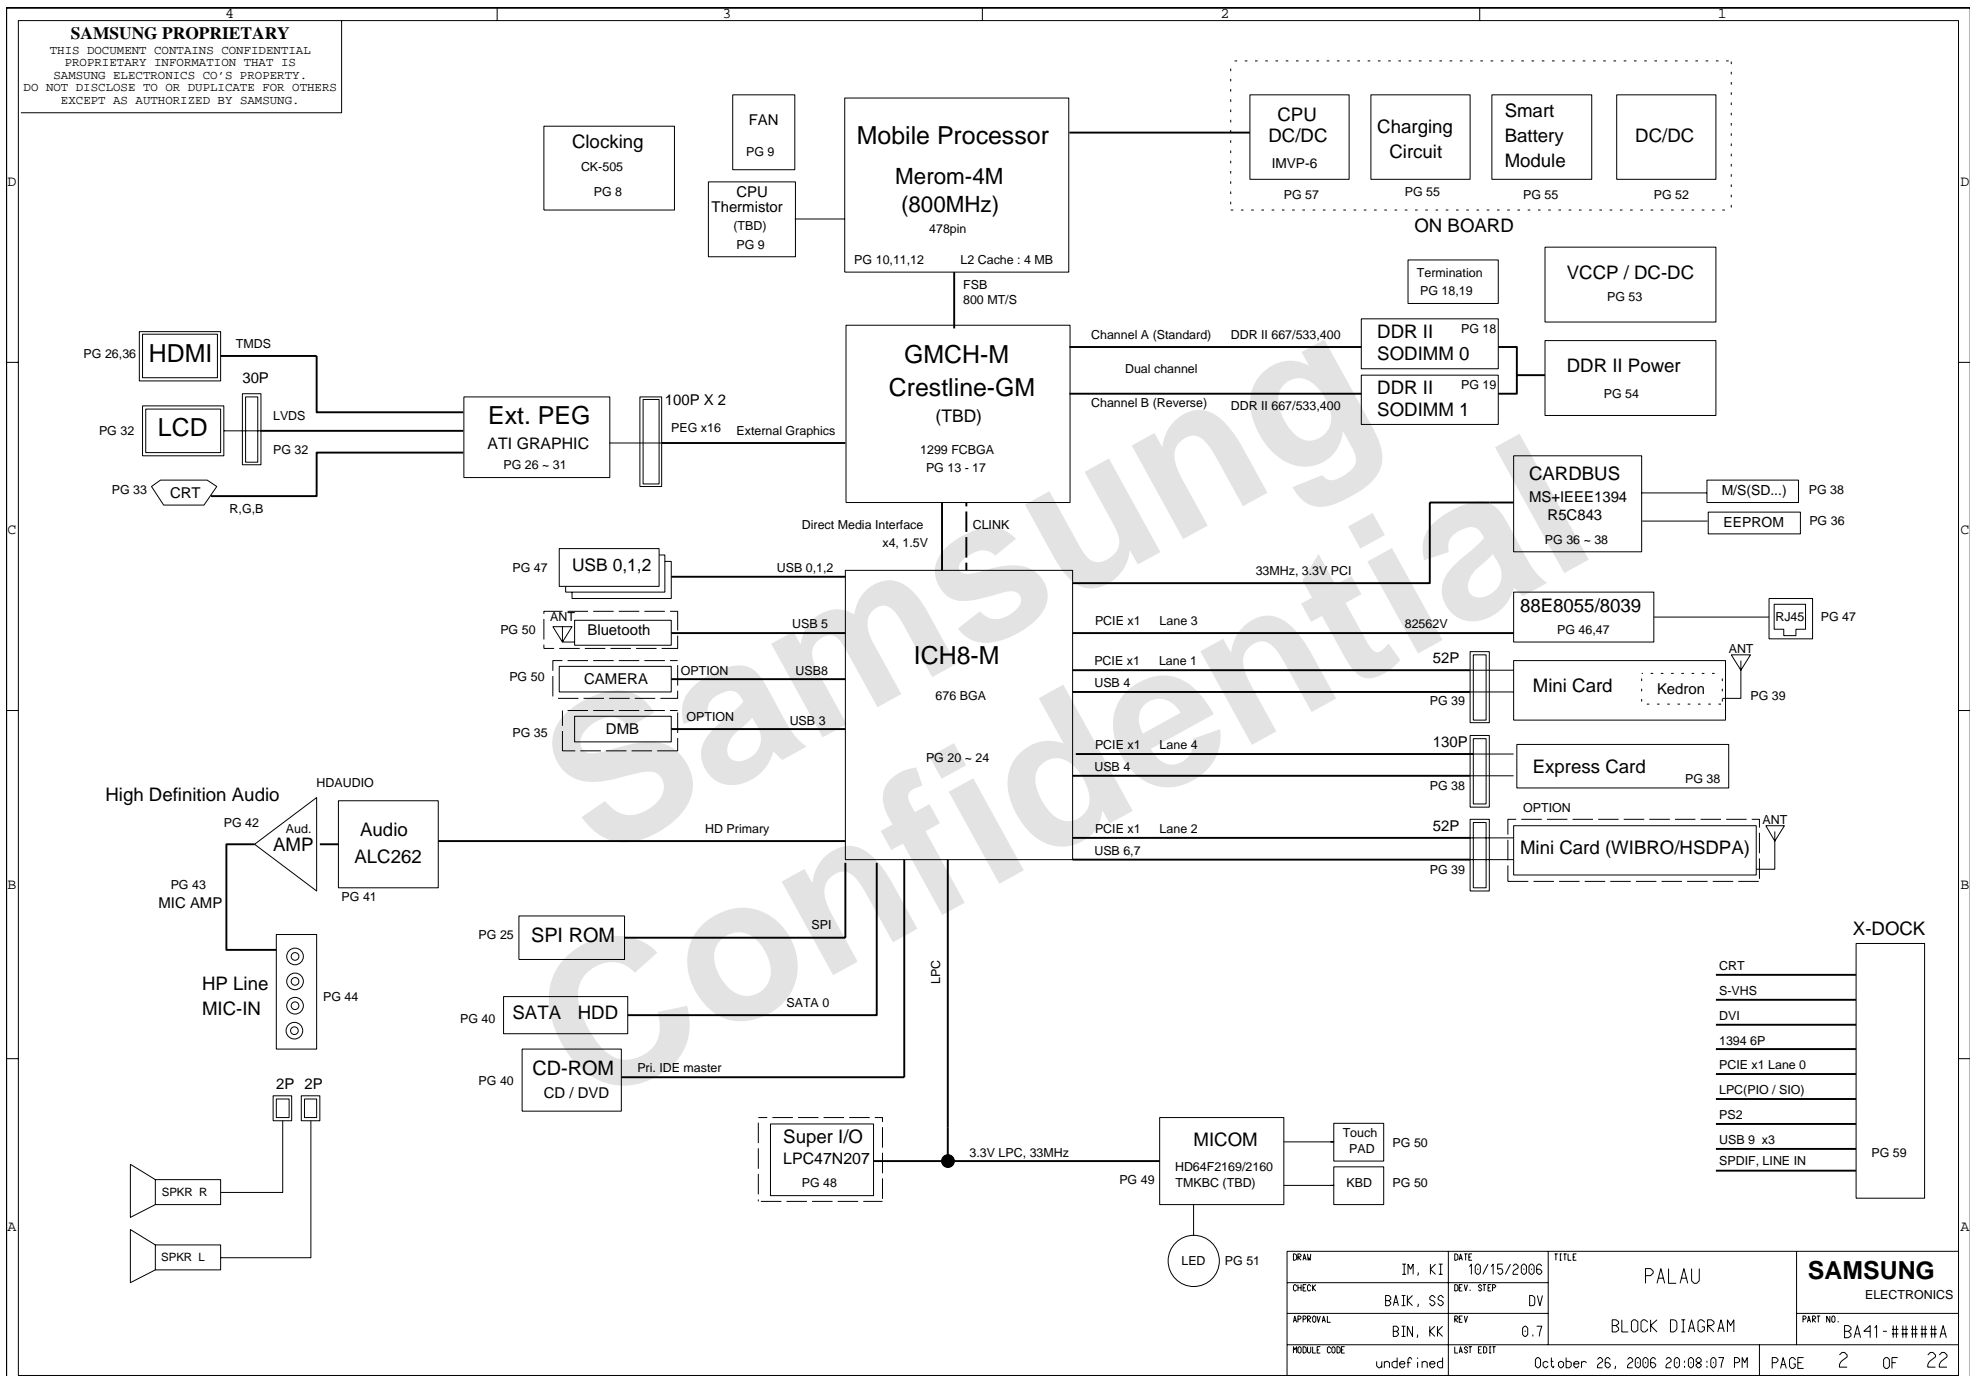 4 3 2 1
SAMSUNG PROPRIETARY
THIS DOCUMENT CONTAINS CONFIDENTIAL
PROPRIETARY INFORMATION THAT IS
SAMSUNG ELECTRONICS CO'S PROPERTY.
DO NOT DISCLOSE TO OR DUPLICATE FOR OTHERS
EXCEPT AS AUTHORIZED BY SAMSUNG.
D
D
Clocking
CK-505
PG 8
FAN
PG 9
CPU
Thermistor
(TBD)
PG 9
Mobile Processor
Merom-4M
(800MHz)
478pin
PG 10,11,12 L2 Cache : 4 MB
CPU
DC/DC
IMVP-6
PG 57
Charging
Circuit
PG 55
Smart
Battery
Module
PG 55
DC/DC
PG 52
ON BOARD
FSB
800 MT/S
Termination
PG 18,19
VCCP / DC-DC
PG 53
GMCH-M
Crestline-GM
(TBD)
1299 FCBGA
PG 13 - 17
Channel A (Standard) DDR II 667/533,400
Dual channel
Channel B (Reverse) DDR II 667/533,400
DDR II PG 18
SODIMM 0
DDR II PG 19
SODIMM 1
DDR II Power
PG 54
PG 26,36 HDMI TMDS
30P
PG 32 LCD LVDS
PG 32
PG 33 CRT
R,G,B
Ext. PEG
ATI GRAPHIC
PG 26 ~ 31
100P X 2
PEG x16 External Graphics
C
C
Direct Media Interface
x4, 1.5V
CLINK
CARDBUS
MS+IEEE1394
R5C843
PG 36 ~ 38
M/S(SD...) PG 38
EEPROM PG 36
33MHz, 3.3V PCI
PG 47 USB 0,1,2 USB 0,1,2
PG 50 ANT Bluetooth USB 5
PG 50 CAMERA OPTION USB8
PG 35 DMB OPTION USB 3
ICH8-M
676 BGA
PG 20 ~ 24
PCIE x1 Lane 3 82562V
88E8055/8039
PG 46,47
RJ45 PG 47
PCIE x1 Lane 1 52P
USB 4
PG 39
Mini Card Kedron
ANT
PG 39
PCIE x1 Lane 4 130P
USB 4
PG 38
Express Card PG 38
OPTION
PCIE x1 Lane 2 52P
USB 6,7
PG 39
Mini Card (WIBRO/HSDPA)
ANT
High Definition Audio
HDAUDIO
PG 42
Aud.
AMP
Audio
ALC262
PG 41
HD Primary
B
B
PG 43
MIC AMP
HP Line
MIC-IN
PG 44
PG 25 SPI ROM SPI
PG 40 SATA HDD SATA 0
PG 40 CD-ROM
CD / DVD
Pri. IDE master
LPC
2P 2P
SPKR R
SPKR L
Super I/O
LPC47N207
PG 48
3.3V LPC, 33MHz
PG 49
MICOM
HD64F2169/2160
TMKBC (TBD)
Touch
PAD
PG 50
KBD PG 50
LED PG 51
X-DOCK
CRT
S-VHS
DVI
1394 6P
PCIE x1 Lane 0
LPC(PIO / SIO)
PS2
USB 9 x3
SPDIF, LINE IN
PG 59
A
A
Samsung
Confidential
DRAW IM, KI
DATE 10/15/2006
TITLE PALAU
BLOCK DIAGRAM
SAMSUNG
ELECTRONICS
CHECK BAIK, SS
DEV. STEP DV
APPROVAL BIN, KK
REV 0.7
PART NO. BA41-#####A
MODULE CODE undefined
LAST EDIT October 26, 2006 20:08:07 PM
PAGE 2 OF 22